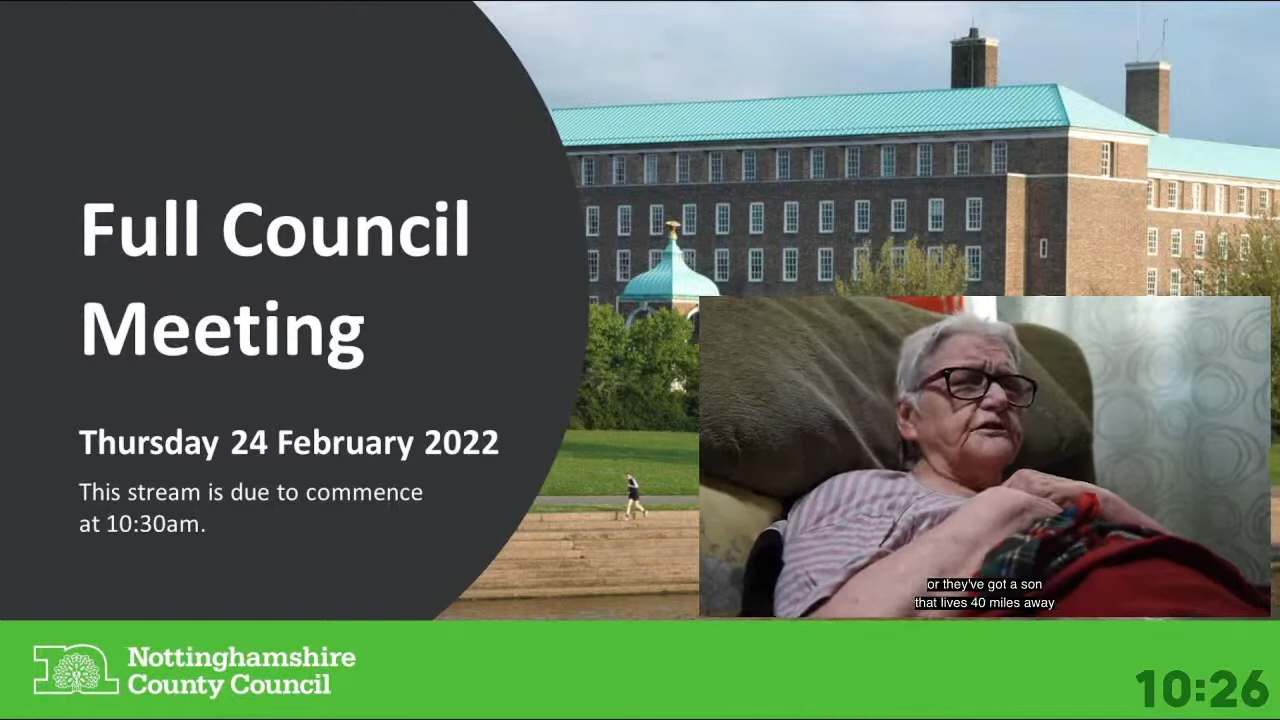 Full Council
Meeting
Thursday 24 February 2022
This stream is due to commence
at 10:30am.
or they've got a son
that lives 40 miles away
Nottinghamshire
County Council
10:26